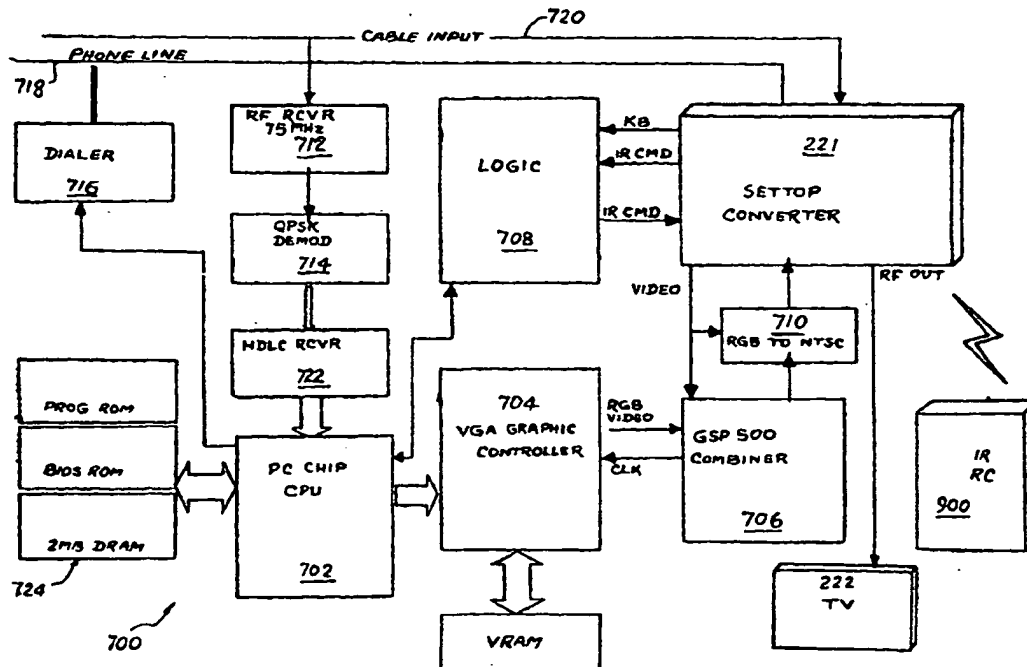 720
CABLE INPUT
PHONE LINE
718
DIALER
716
RF RCVR
75 MHz
712
QPSK
DEMOD
714
HDLC RCVR
722
LOGIC
708
KB
IR CMD
IR CMD
221
SETTOP
CONVERTER
VIDEO
RF OUT
710
RGB TO NTSC
PROG ROM
BIOS ROM
2MB DRAM
724
PC CHIP
CPU
702
704
VGA GRAPHIC
CONTROLLER
RGB
VIDEO
CLK
GSP 500
COMBINER
706
IR
RC
900
222
TV
700
VRAM